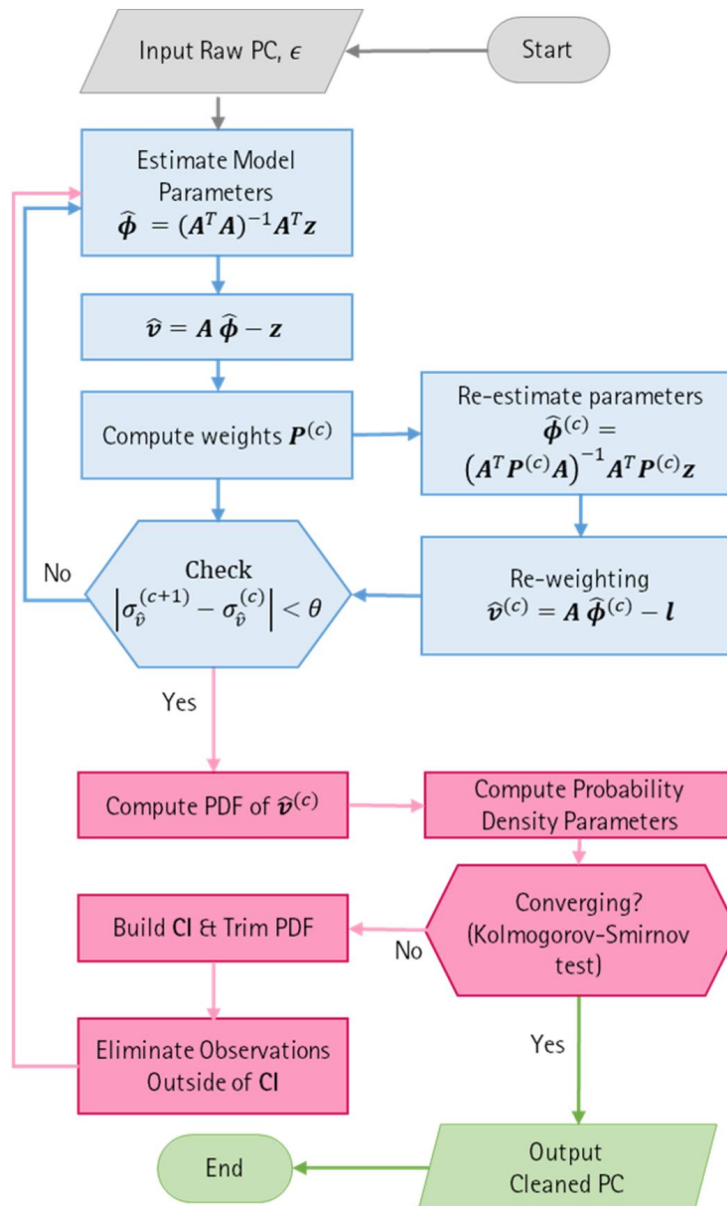 Start
Input Raw PC, ϵ
Estimate Model
Parameters
ϕ̂ = (AᵀA)⁻¹Aᵀz
v̂ = A ϕ̂ − z
Compute weights P⁽ᶜ⁾
Re-estimate parameters
ϕ̂⁽ᶜ⁾ =
(AᵀP⁽ᶜ⁾A)⁻¹AᵀP⁽ᶜ⁾z
Re-weighting
v̂⁽ᶜ⁾ = A ϕ̂⁽ᶜ⁾ − l
No
Check
|σ_v̂^(c+1) − σ_v̂^(c)| < θ
Yes
Compute PDF of v̂⁽ᶜ⁾
Compute Probability
Density Parameters
Converging?
(Kolmogorov-Smirnov
test)
No
Build CI & Trim PDF
Eliminate Observations
Outside of CI
Yes
Output
Cleaned PC
End